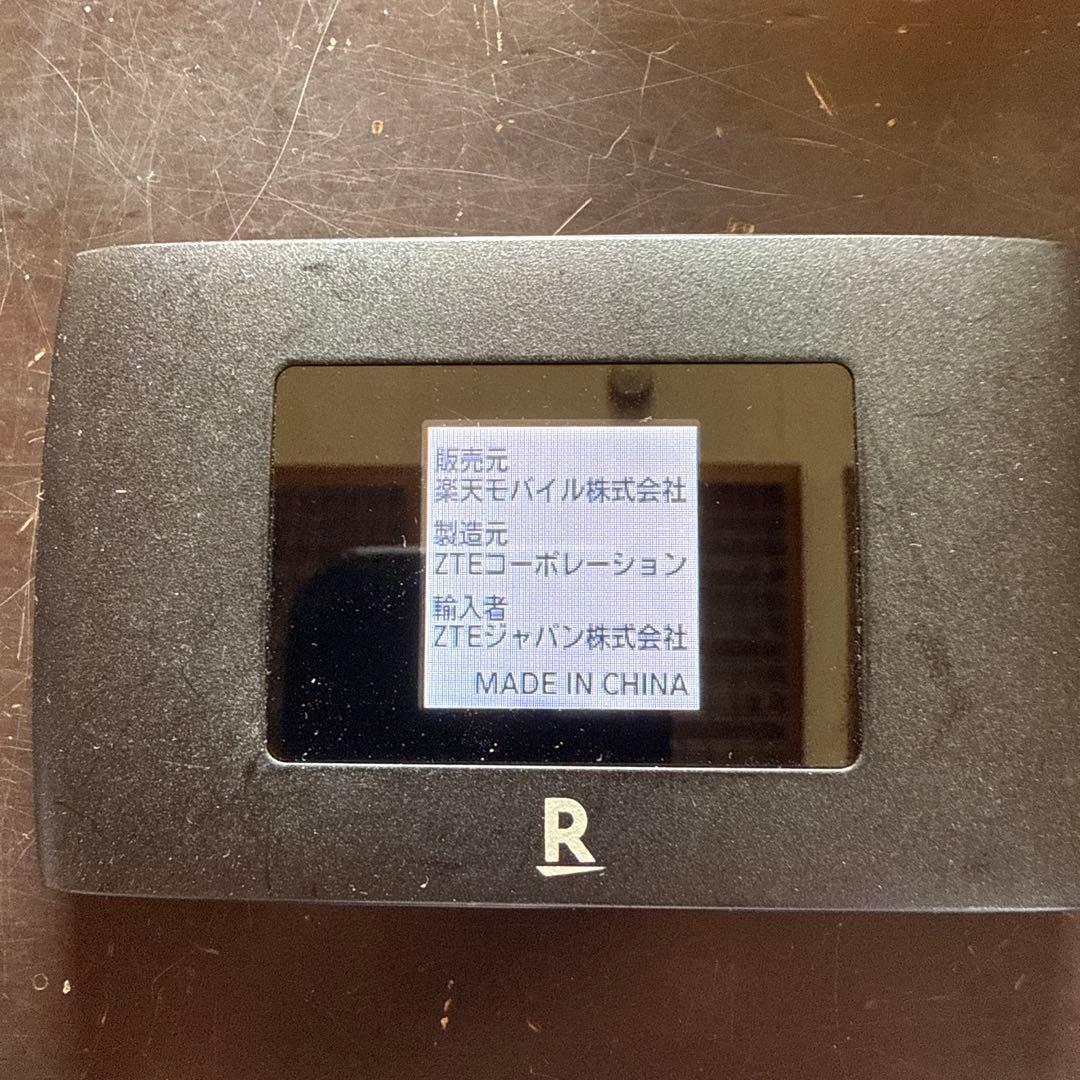 販売元
楽天モバイル株式会社
製造元
ZTEコーポレーション
輸入者
ZTEジャパン株式会社
MADE IN CHINA
R